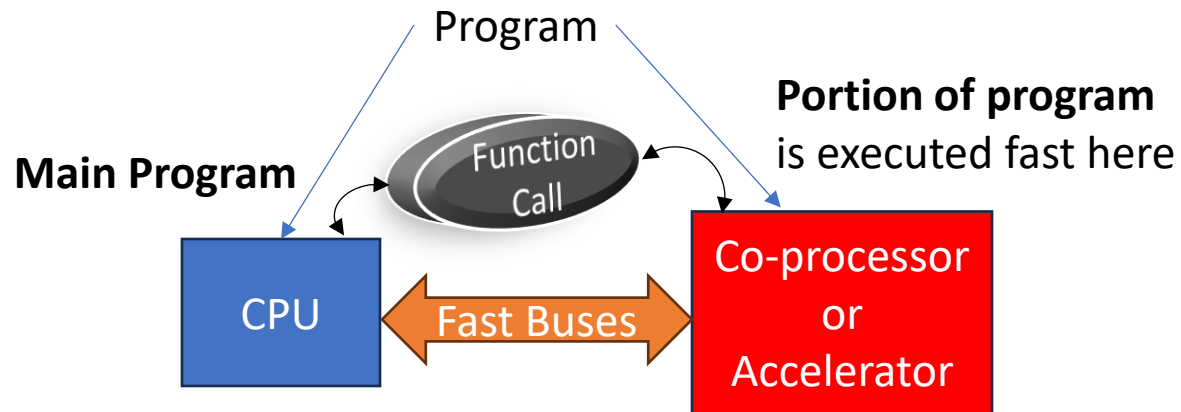 Program
Portion of program
is executed fast here
Main Program
Function
Call
CPU
Fast Buses
Co-processor
or
Accelerator